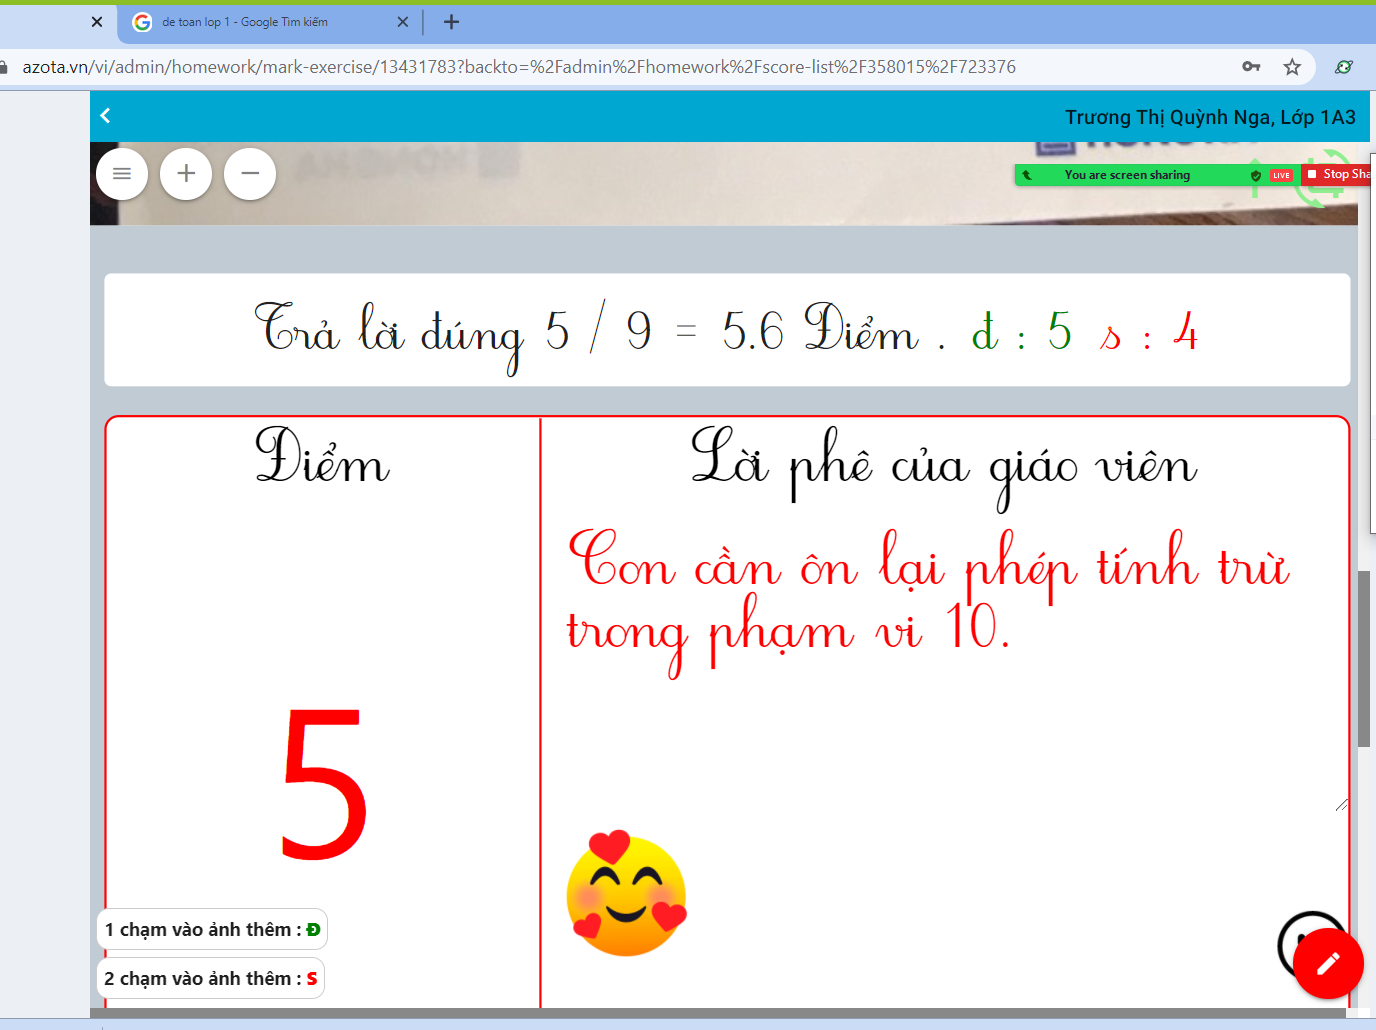 de toan lop 1 - Google Tìm kiếm
azota.vn/vi/admin/homework/mark-exercise/13431783?backto=%2Fadmin%2Fhomework%2Fscore-list%2F358015%2F723376
Trương Thị Quỳnh Nga, Lớp 1A3
You are screen sharing
LIVE
Stop Sha
Trả lời đúng 5 / 9 = 5.6 Điểm . đ : 5 s : 4
Điểm
Lời phê của giáo viên
Con cần ôn lại phép tính trừ
trong phạm vi 10.
5
1 chạm vào ảnh thêm : Đ
2 chạm vào ảnh thêm : S